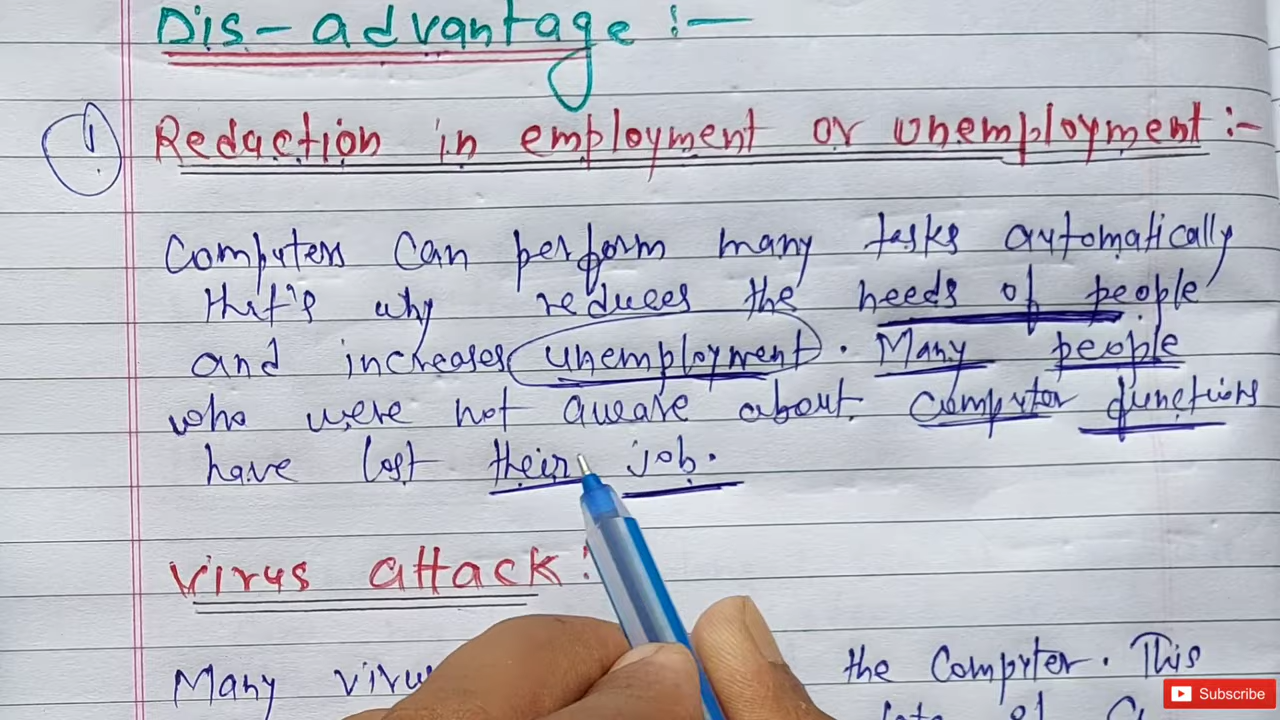 Dis-advantage :-
① Redaction in employment or unemployment :-
Computers can perform many tasks automatically
that's why reduces the needs of people
and increases unemployment. Many people
who were not aware about computer functions
have lost their job.
Virus attack:
Many the Computer. This
of
Subscribe